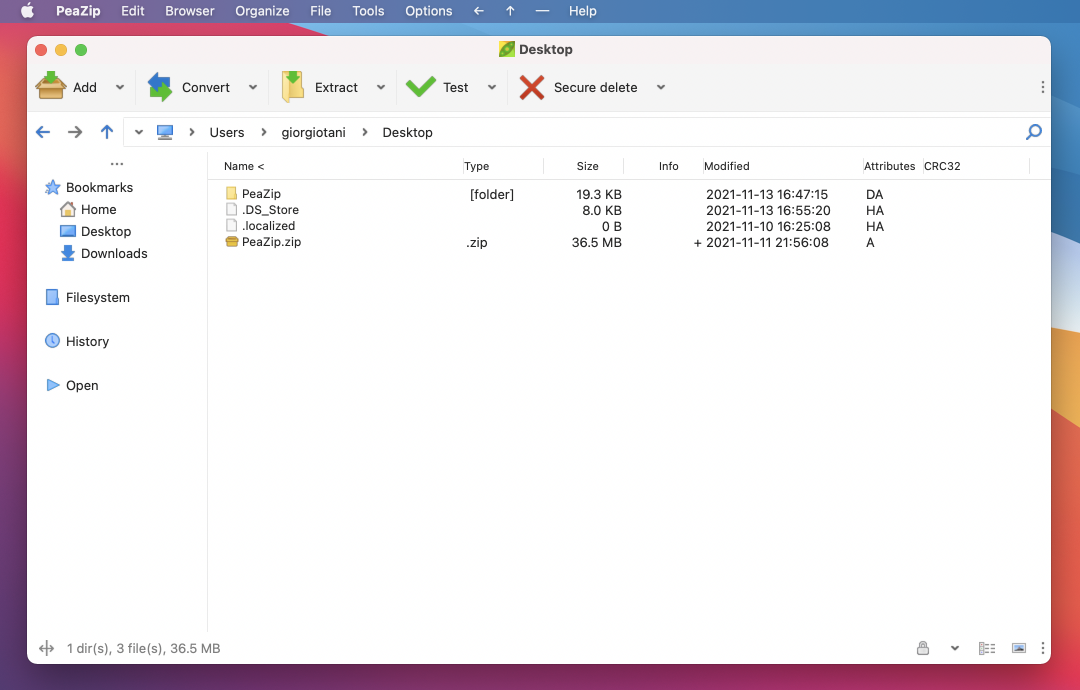 PeaZip Edit Browser Organize File Tools Options ← ↑ — Help
Desktop
Add Convert Extract Test Secure delete
Users > giorgiotani > Desktop
...
Bookmarks
Home
Desktop
Downloads
Filesystem
History
Open
Name < Type Size Info Modified Attributes CRC32
PeaZip [folder] 19.3 KB 2021-11-13 16:47:15 DA
.DS_Store 8.0 KB 2021-11-13 16:55:20 HA
.localized 0 B 2021-11-10 16:25:08 HA
PeaZip.zip .zip 36.5 MB + 2021-11-11 21:56:08 A
1 dir(s), 3 file(s), 36.5 MB